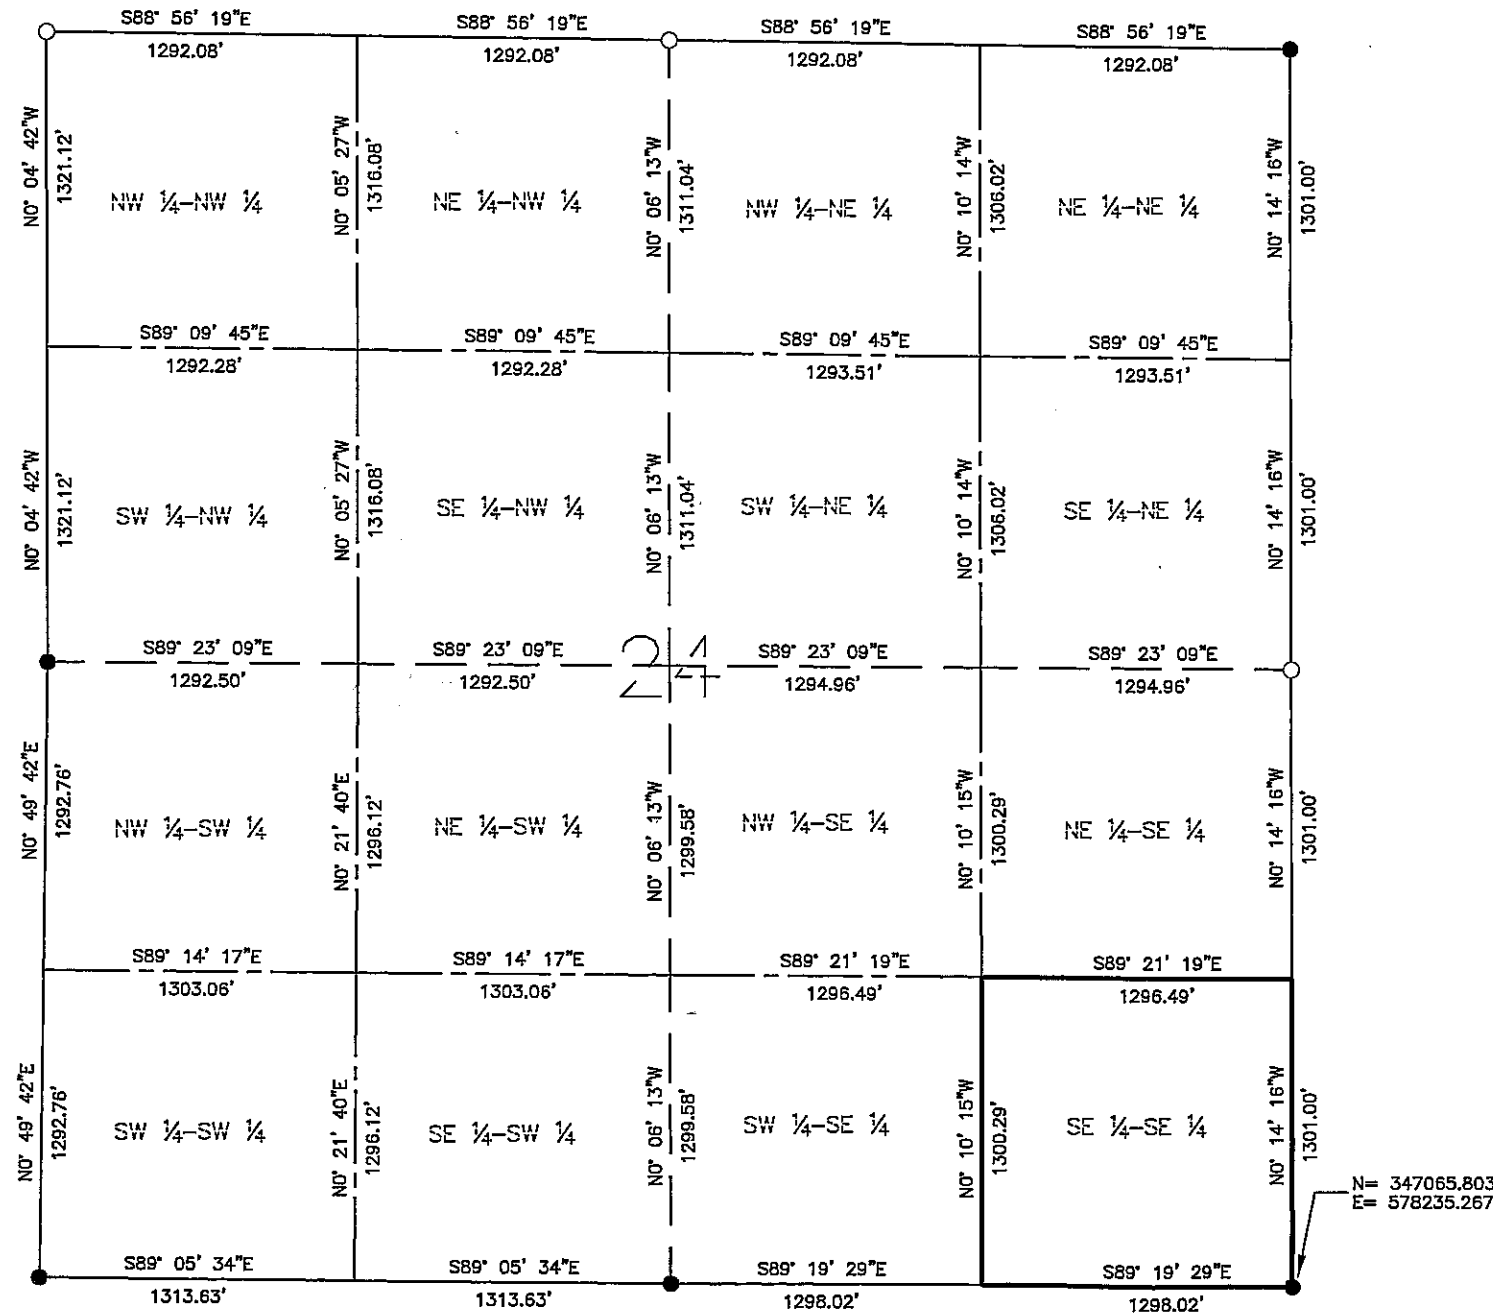 S88° 56' 19"E S88° 56' 19"E S88° 56' 19"E S88° 56' 19"E
1292.08' 1292.08' 1292.08' 1292.08'
N0° 04' 42"W
1321.12'
NW ¼-NW ¼
N0° 05' 27"W
1316.08'
NE ¼-NW ¼
N0° 06' 13"W
1311.04'
NW ¼-NE ¼
N0° 10' 14"W
1306.02'
NE ¼-NE ¼
N0° 14' 16"W
1301.00'
S89° 09' 45"E S89° 09' 45"E S89° 09' 45"E S89° 09' 45"E
1292.28' 1292.28' 1293.51' 1293.51'
N0° 04' 42"W
1321.12'
SW ¼-NW ¼
N0° 05' 27"W
1316.08'
SE ¼-NW ¼
N0° 06' 13"W
1311.04'
SW ¼-NE ¼
N0° 10' 14"W
1306.02'
SE ¼-NE ¼
N0° 14' 16"W
1301.00'
S89° 23' 09"E S89° 23' 09"E 24 S89° 23' 09"E S89° 23' 09"E
1292.50' 1292.50' 1294.96' 1294.96'
N0° 49' 42"E
1292.76'
NW ¼-SW ¼
N0° 21' 40"E
1296.12'
NE ¼-SW ¼
N0° 06' 13"W
1299.58'
NW ¼-SE ¼
N0° 10' 15"W
1300.29'
NE ¼-SE ¼
N0° 14' 16"W
1301.00'
S89° 14' 17"E S89° 14' 17"E S89° 21' 19"E S89° 21' 19"E
1303.06' 1303.06' 1296.49' 1296.49'
N0° 49' 42"E
1292.76'
SW ¼-SW ¼
N0° 21' 40"E
1296.12'
SE ¼-SW ¼
N0° 06' 13"W
1299.58'
SW ¼-SE ¼
N0° 10' 15"W
1300.29'
SE ¼-SE ¼
N0° 14' 16"W
1301.00'
N= 347065.803
E= 578235.267
S89° 05' 34"E S89° 05' 34"E S89° 19' 29"E S89° 19' 29"E
1313.63' 1313.63' 1298.02' 1298.02'